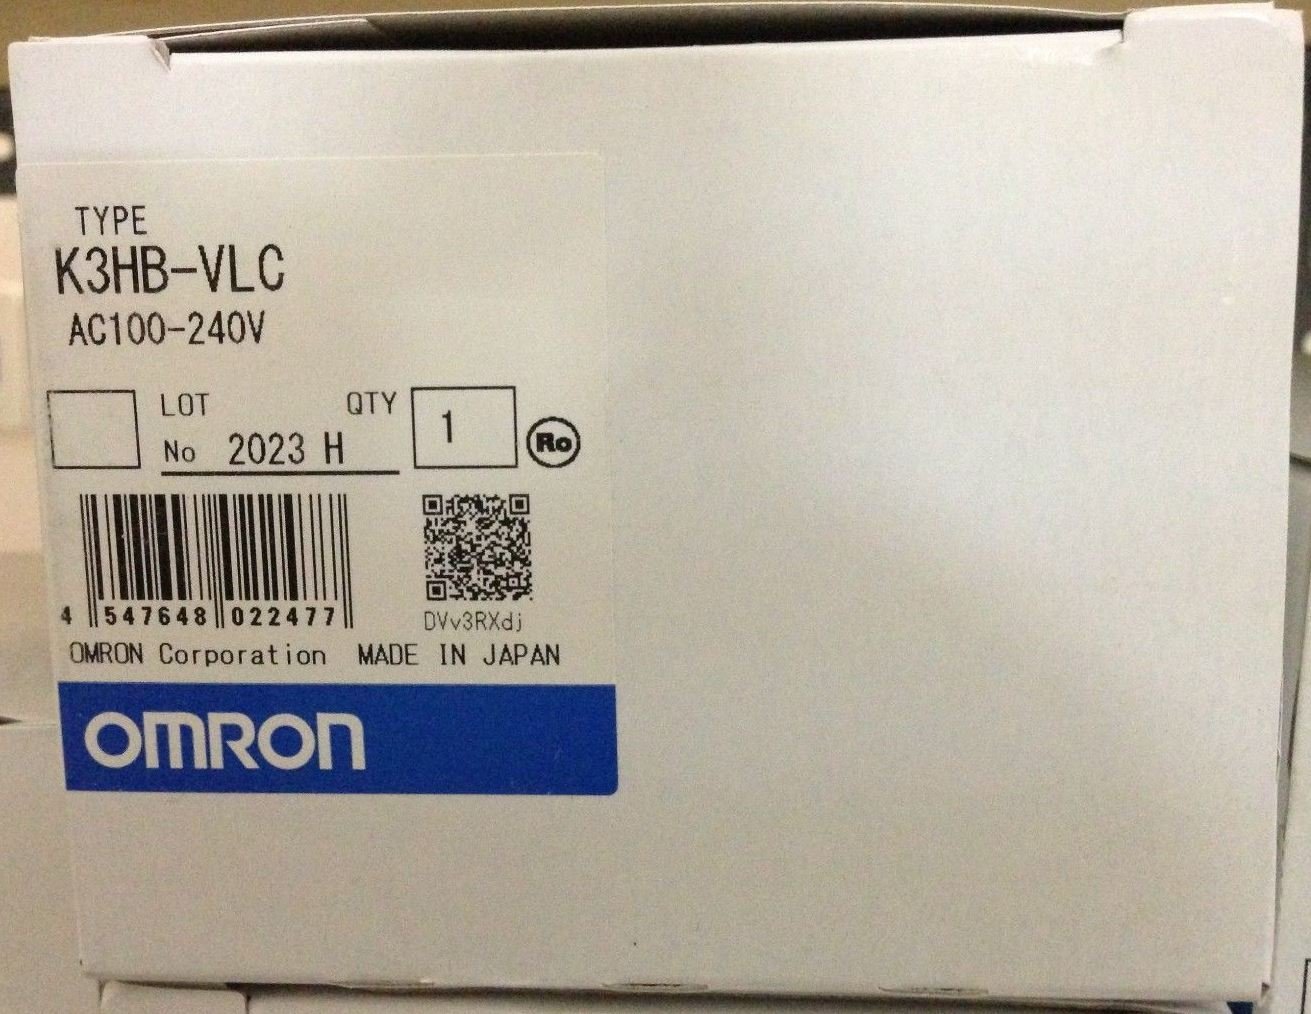 TYPE
K3HB-VLC
AC100-240V
LOT QTY 1
No 2023 H
Ro
4 547648 022477
DVv3RXdj
OMRON Corporation MADE IN JAPAN
OMRON